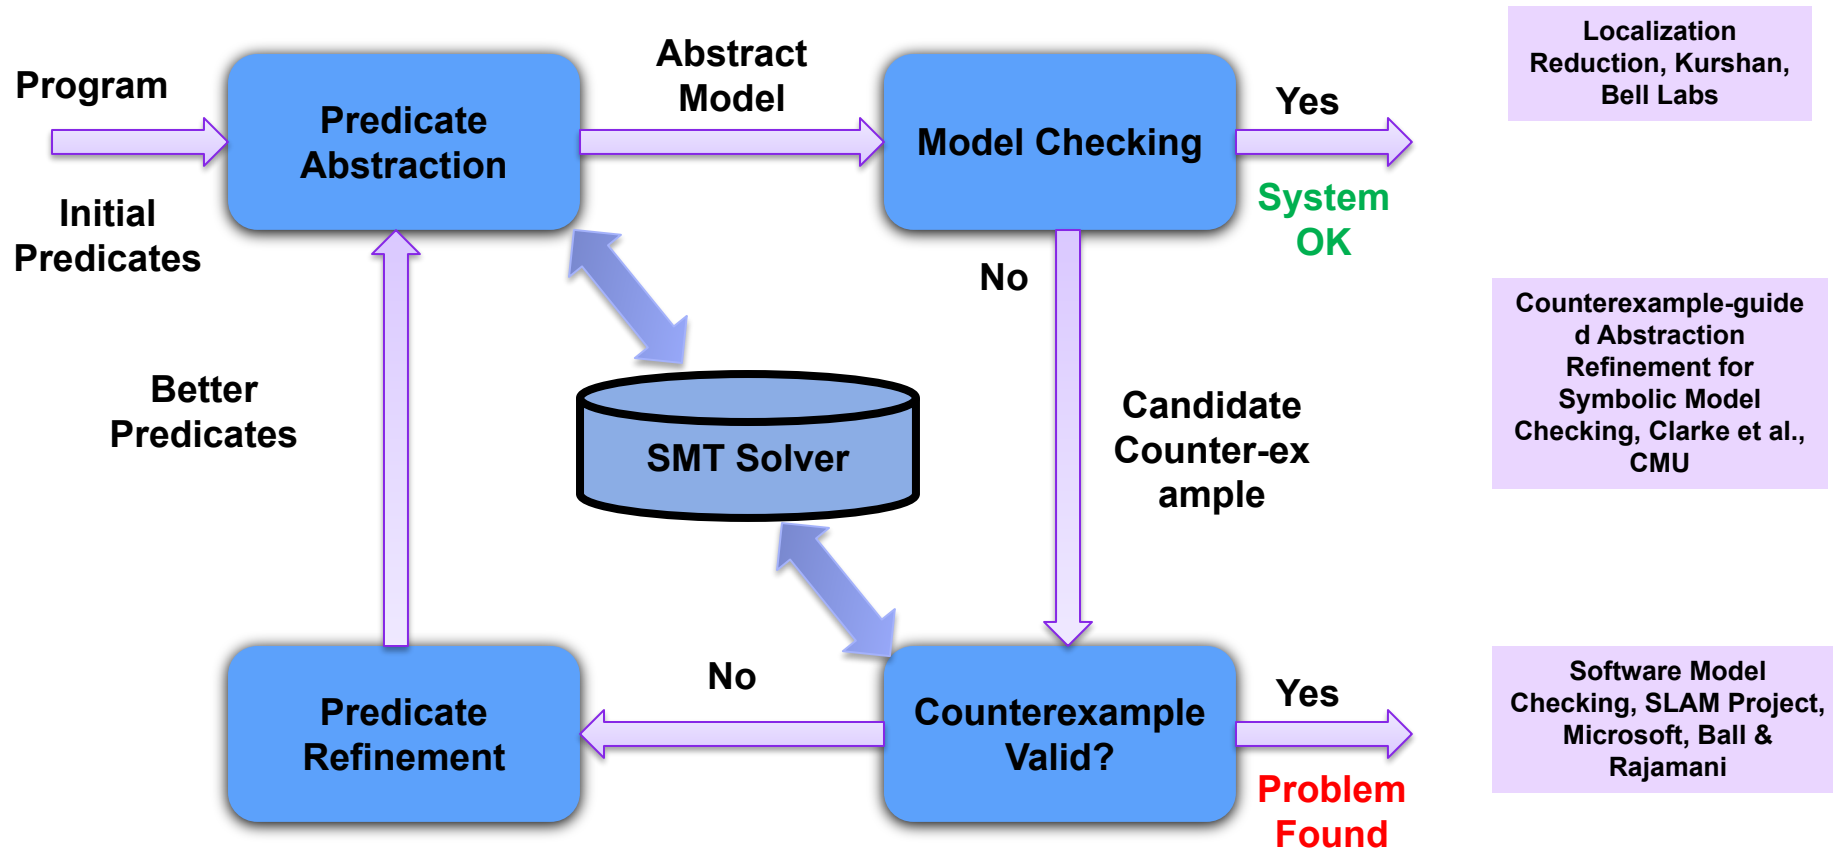 Program
Initial
Predicates
Predicate
Abstraction
Abstract
Model
Model Checking
Yes
System
OK
No
Better
Predicates
SMT Solver
Candidate
Counter-ex
ample
Predicate
Refinement
No
Counterexample
Valid?
Yes
Problem
Found
Localization
Reduction, Kurshan,
Bell Labs
Counterexample-guide
d Abstraction
Refinement for
Symbolic Model
Checking, Clarke et al.,
CMU
Software Model
Checking, SLAM Project,
Microsoft, Ball &
Rajamani